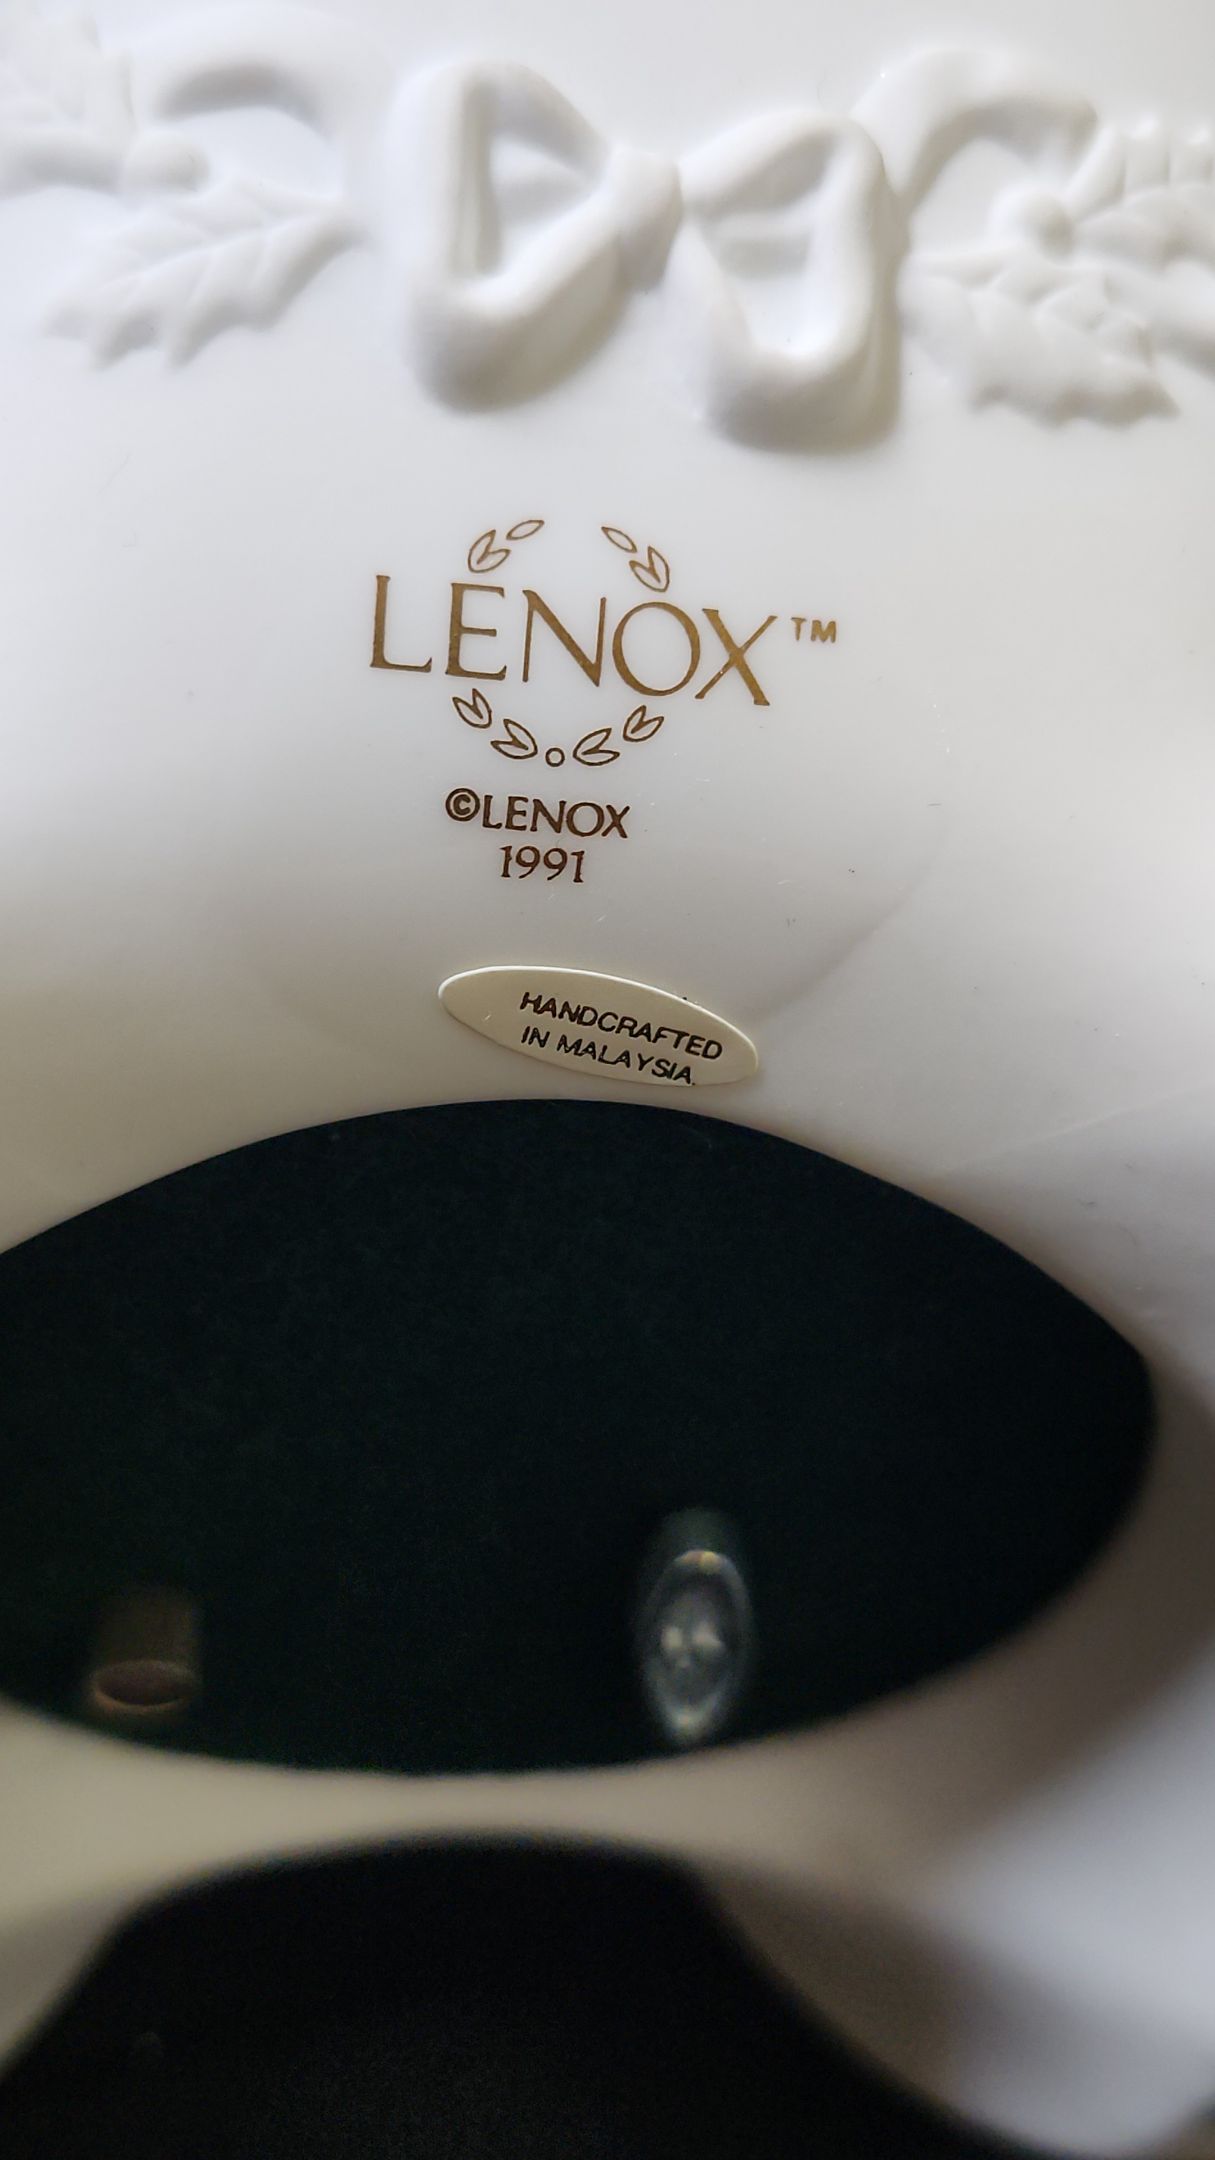 LENOX™
©LENOX
1991
HANDCRAFTED
IN MALAYSIA.